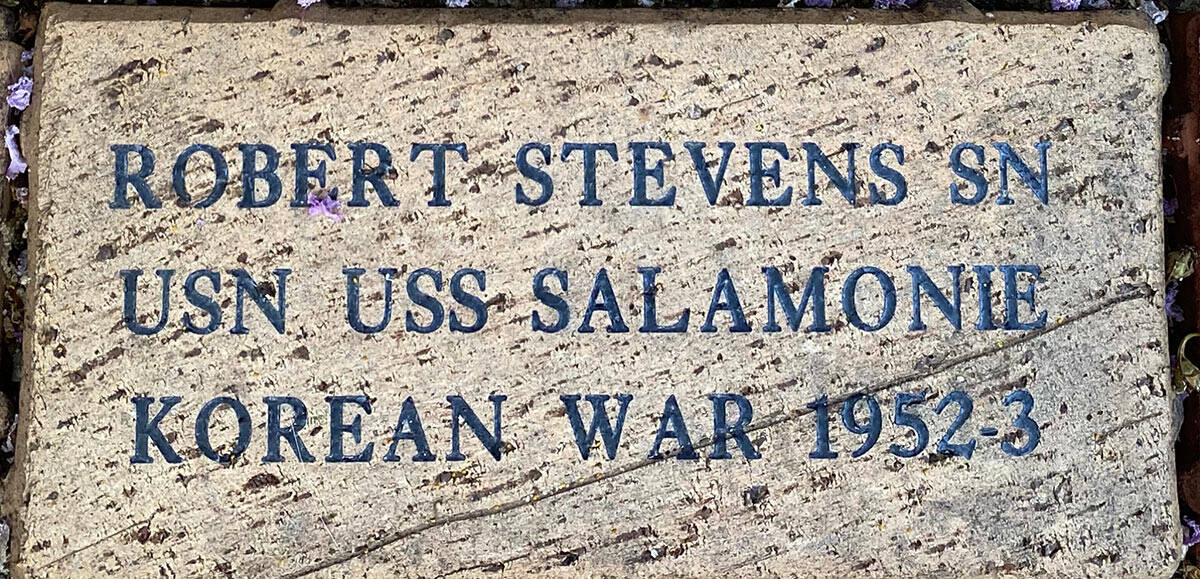 ROBERT STEVENS SN
USN USS SALAMONIE
KOREAN WAR 1952-3